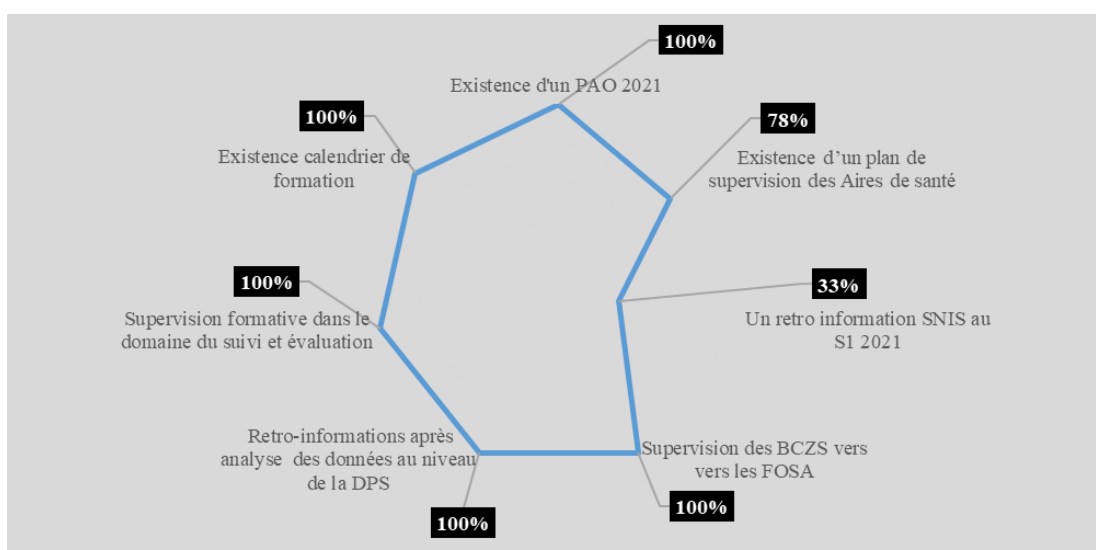 100%
Existence d'un PAO 2021
78%
Existence d’un plan de
supervision des Aires de santé
33%
Un retro information SNIS au
S1 2021
Supervision des BCZS vers
vers les FOSA
100%
Retro-informations après
analyse des données au niveau
de la DPS
100%
100%
Supervision formative dans le
domaine du suivi et évaluation
100%
Existence calendrier de
formation